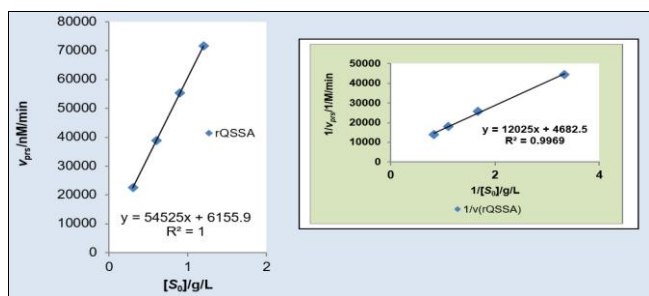 80000
70000
60000
50000
40000
30000
20000
10000
0
v_prs/nM/min
rQSSA
y = 54525x + 6155.9
R² = 1
0 1 2
[S₀]/g/L
50000
40000
30000
20000
10000
0
1/v_prs/1/M/min
y = 12025x + 4682.5
R² = 0.9969
0 2 4
1/[S₀]/g/L
1/v(rQSSA)